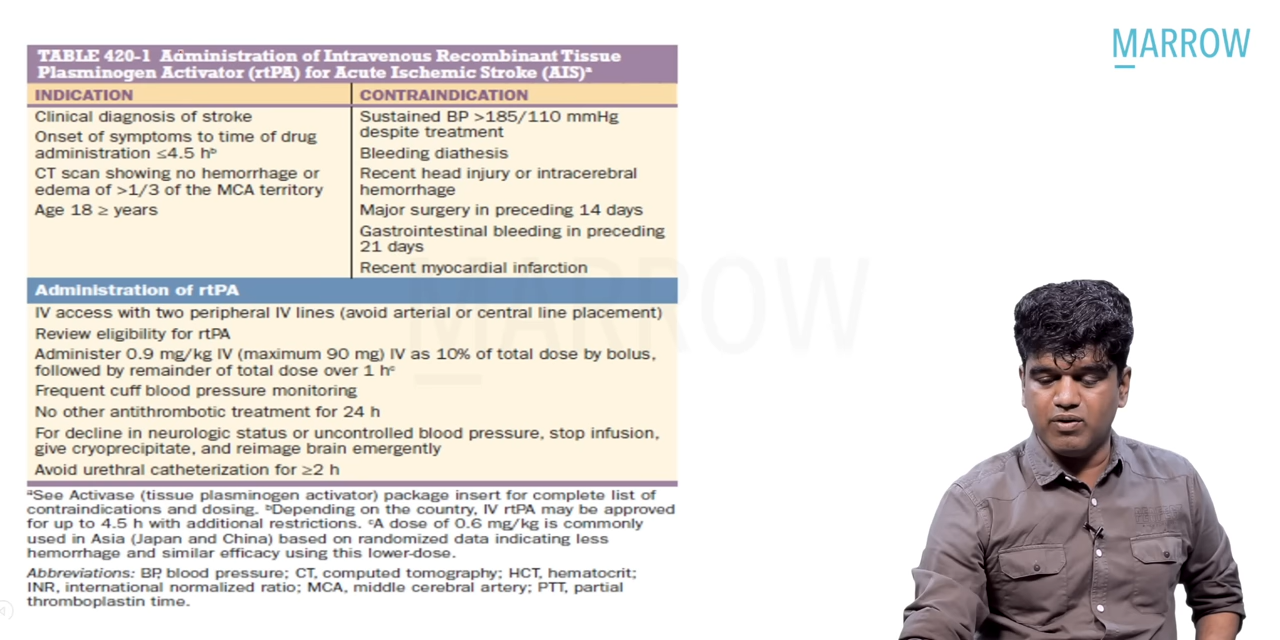 MARROW
TABLE 420-1 Administration of Intravenous Recombinant Tissue
Plasminogen Activator (rtPA) for Acute Ischemic Stroke (AIS)ᵃ
INDICATION
Clinical diagnosis of stroke
Onset of symptoms to time of drug
administration ≤4.5 hᵇ
CT scan showing no hemorrhage or
edema of >1/3 of the MCA territory
Age 18 ≥ years
CONTRAINDICATION
Sustained BP >185/110 mmHg
despite treatment
Bleeding diathesis
Recent head injury or intracerebral
hemorrhage
Major surgery in preceding 14 days
Gastrointestinal bleeding in preceding
21 days
Recent myocardial infarction
Administration of rtPA
IV access with two peripheral IV lines (avoid arterial or central line placement)
Review eligibility for rtPA
Administer 0.9 mg/kg IV (maximum 90 mg) IV as 10% of total dose by bolus,
followed by remainder of total dose over 1 hᶜ
Frequent cuff blood pressure monitoring
No other antithrombotic treatment for 24 h
For decline in neurologic status or uncontrolled blood pressure, stop infusion,
give cryoprecipitate, and reimage brain emergently
Avoid urethral catheterization for ≥2 h
ᵃSee Activase (tissue plasminogen activator) package insert for complete list of
contraindications and dosing. ᵇDepending on the country, IV rtPA may be approved
for up to 4.5 h with additional restrictions. ᶜA dose of 0.6 mg/kg is commonly
used in Asia (Japan and China) based on randomized data indicating less
hemorrhage and similar efficacy using this lower-dose.
Abbreviations: BP, blood pressure; CT, computed tomography; HCT, hematocrit;
INR, international normalized ratio; MCA, middle cerebral artery; PTT, partial
thromboplastin time.
MARROW